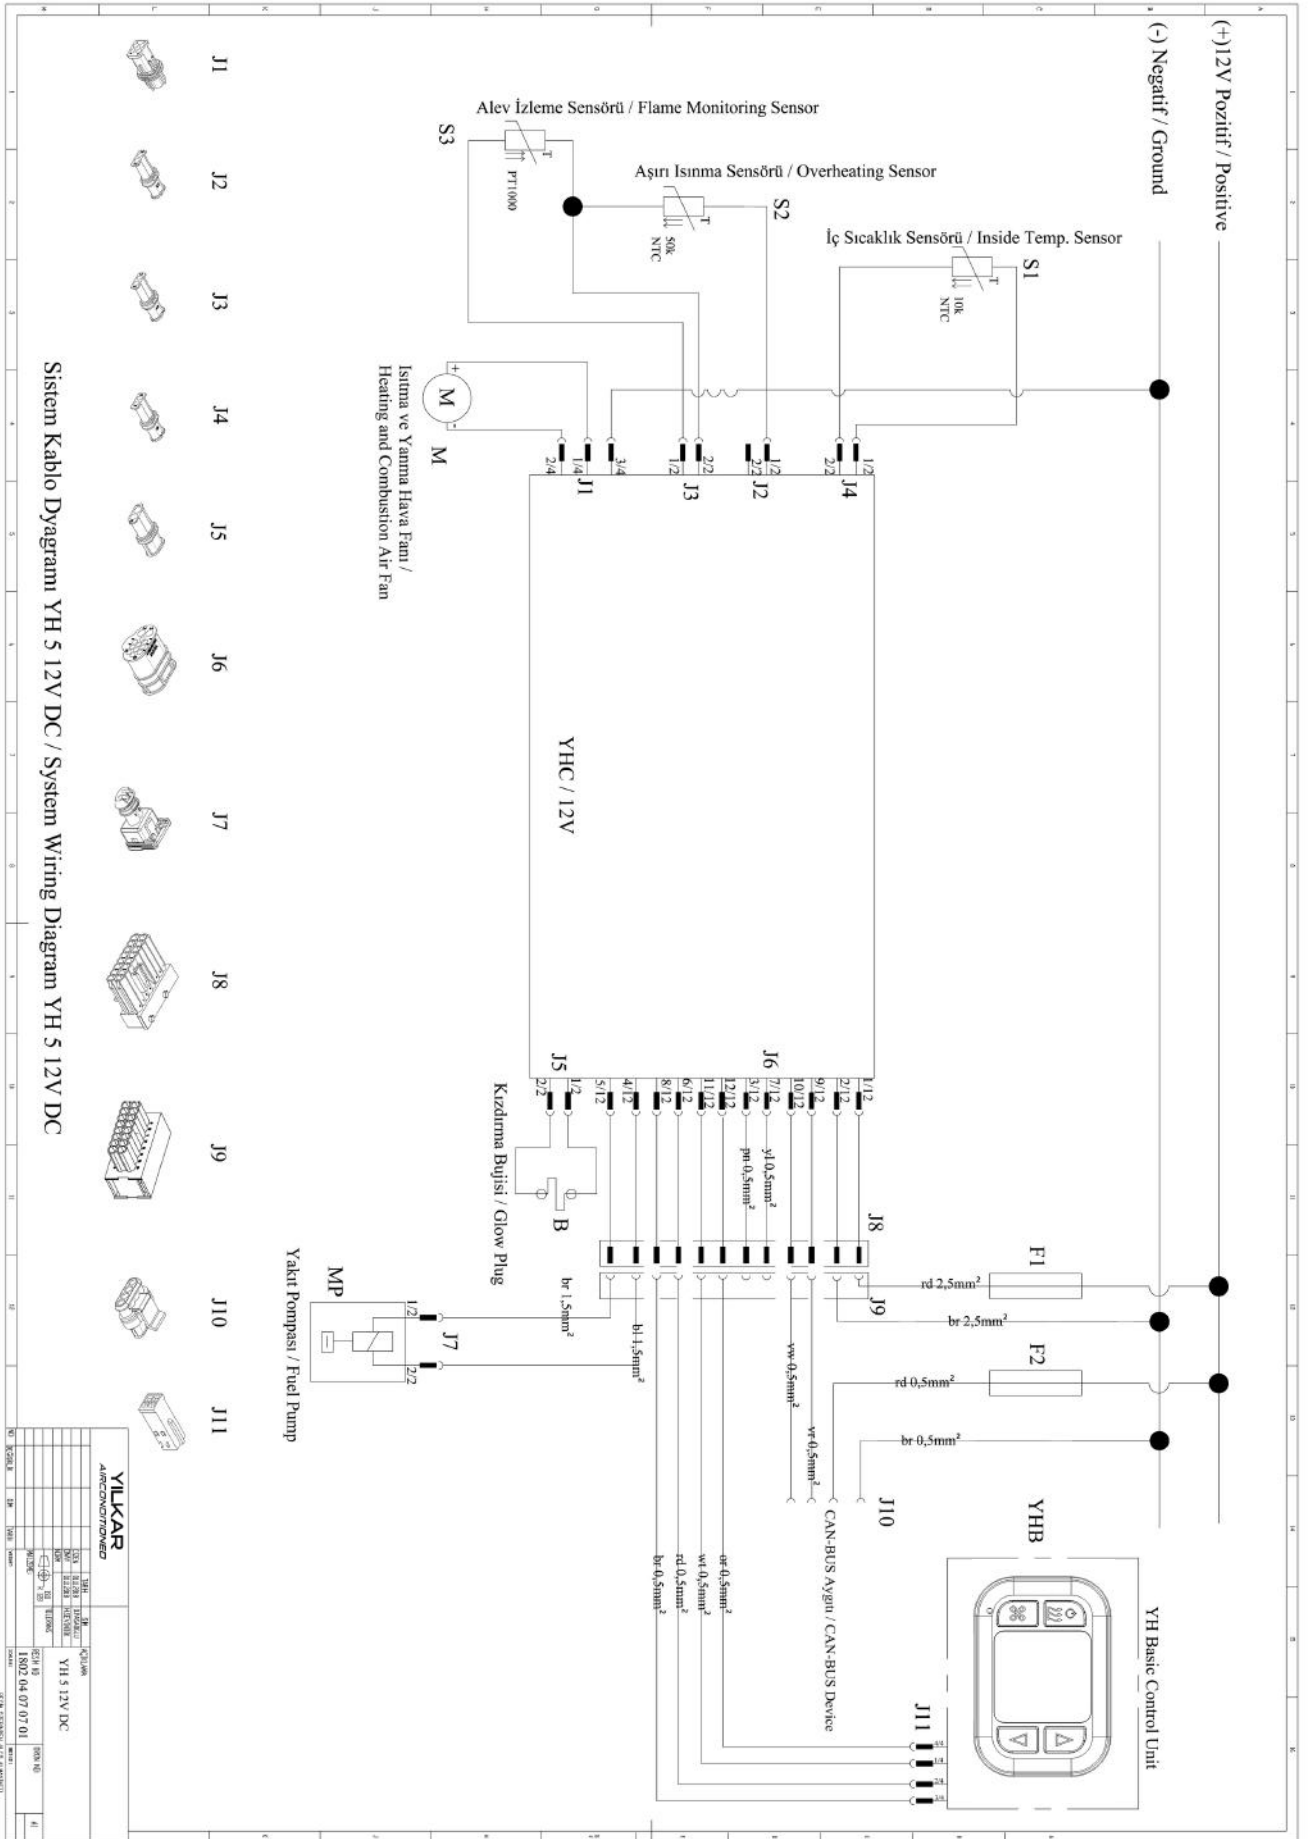 (+)12V Pozitif / Positive
(-) Negatif / Ground
Alev İzleme Sensörü / Flame Monitoring Sensor
S3
T
PT1000
Aşırı Isınma Sensörü / Overheating Sensor
S2
T
50k
NTC
İç Sıcaklık Sensörü / Inside Temp. Sensor
S1
T
10k
NTC
Isıtma ve Yanma Hava Fanı /
Heating and Combustion Air Fan
+
M
-
M
2/4
1/4
J1
3/4
1/2
J3
2/2
2/2
J2
1/2
2/2
J4
1/2
YHC / 12V
J5
2/2
1/2
5/12
4/12
8/12
6/12
11/12
12/12
3/12
7/12
J6
10/12
9/12
2/12
1/12
Kızdırma Bujisi / Glow Plug
B
pn 0,5mm²
yl 0,5mm²
J8
J9
F1
rd 2,5mm²
br 2,5mm²
F2
rd 0,5mm²
br 0,5mm²
vw 0,5mm²
vr 0,5mm²
J10
CAN-BUS Aygıtı / CAN-BUS Device
br 1,5mm²
bl 1,5mm²
Yakıt Pompası / Fuel Pump
MP
1/2
2/2
J7
br 0,5mm²
rd 0,5mm²
wt 0,5mm²
or 0,5mm²
YHB
YH Basic Control Unit
J11
J1
J2
J3
J4
J5
J6
J7
J8
J9
J10
J11
Sistem Kablo Dyagramı YH 5 12V DC / System Wiring Diagram YH 5 12V DC
YILKAR
AIRCONDITIONED
YH 5 12V DC
1802 04 07 07 01